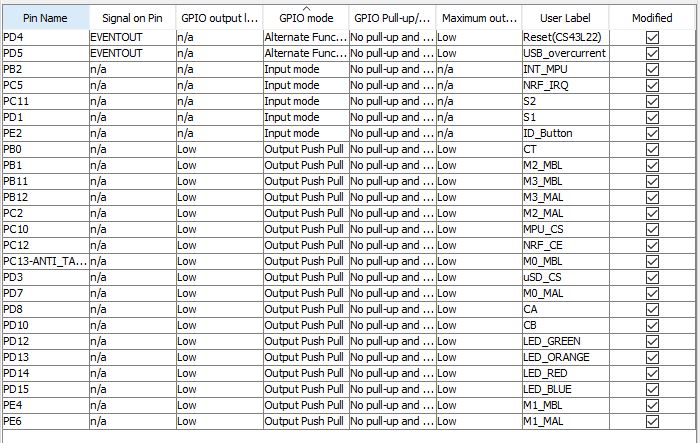 Pin Name Signal on Pin GPIO output l... GPIO mode GPIO Pull-up/... Maximum out... User Label Modified
PD4 EVENTOUT n/a Alternate Func... No pull-up and ... Low Reset(CS43L22)
PD5 EVENTOUT n/a Alternate Func... No pull-up and ... Low USB_overcurrent
PB2 n/a n/a Input mode No pull-up and ... n/a INT_MPU
PC5 n/a n/a Input mode No pull-up and ... n/a NRF_IRQ
PC11 n/a n/a Input mode No pull-up and ... n/a S2
PD1 n/a n/a Input mode No pull-up and ... n/a S1
PE2 n/a n/a Input mode No pull-up and ... n/a ID_Button
PB0 n/a Low Output Push Pull No pull-up and ... Low CT
PB1 n/a Low Output Push Pull No pull-up and ... Low M2_MBL
PB11 n/a Low Output Push Pull No pull-up and ... Low M3_MBL
PB12 n/a Low Output Push Pull No pull-up and ... Low M3_MAL
PC2 n/a Low Output Push Pull No pull-up and ... Low M2_MAL
PC10 n/a Low Output Push Pull No pull-up and ... Low MPU_CS
PC12 n/a Low Output Push Pull No pull-up and ... Low NRF_CE
PC13-ANTI_TA... n/a Low Output Push Pull No pull-up and ... Low M0_MBL
PD3 n/a Low Output Push Pull No pull-up and ... Low uSD_CS
PD7 n/a Low Output Push Pull No pull-up and ... Low M0_MAL
PD8 n/a Low Output Push Pull No pull-up and ... Low CA
PD10 n/a Low Output Push Pull No pull-up and ... Low CB
PD12 n/a Low Output Push Pull No pull-up and ... Low LED_GREEN
PD13 n/a Low Output Push Pull No pull-up and ... Low LED_ORANGE
PD14 n/a Low Output Push Pull No pull-up and ... Low LED_RED
PD15 n/a Low Output Push Pull No pull-up and ... Low LED_BLUE
PE4 n/a Low Output Push Pull No pull-up and ... Low M1_MBL
PE6 n/a Low Output Push Pull No pull-up and ... Low M1_MAL